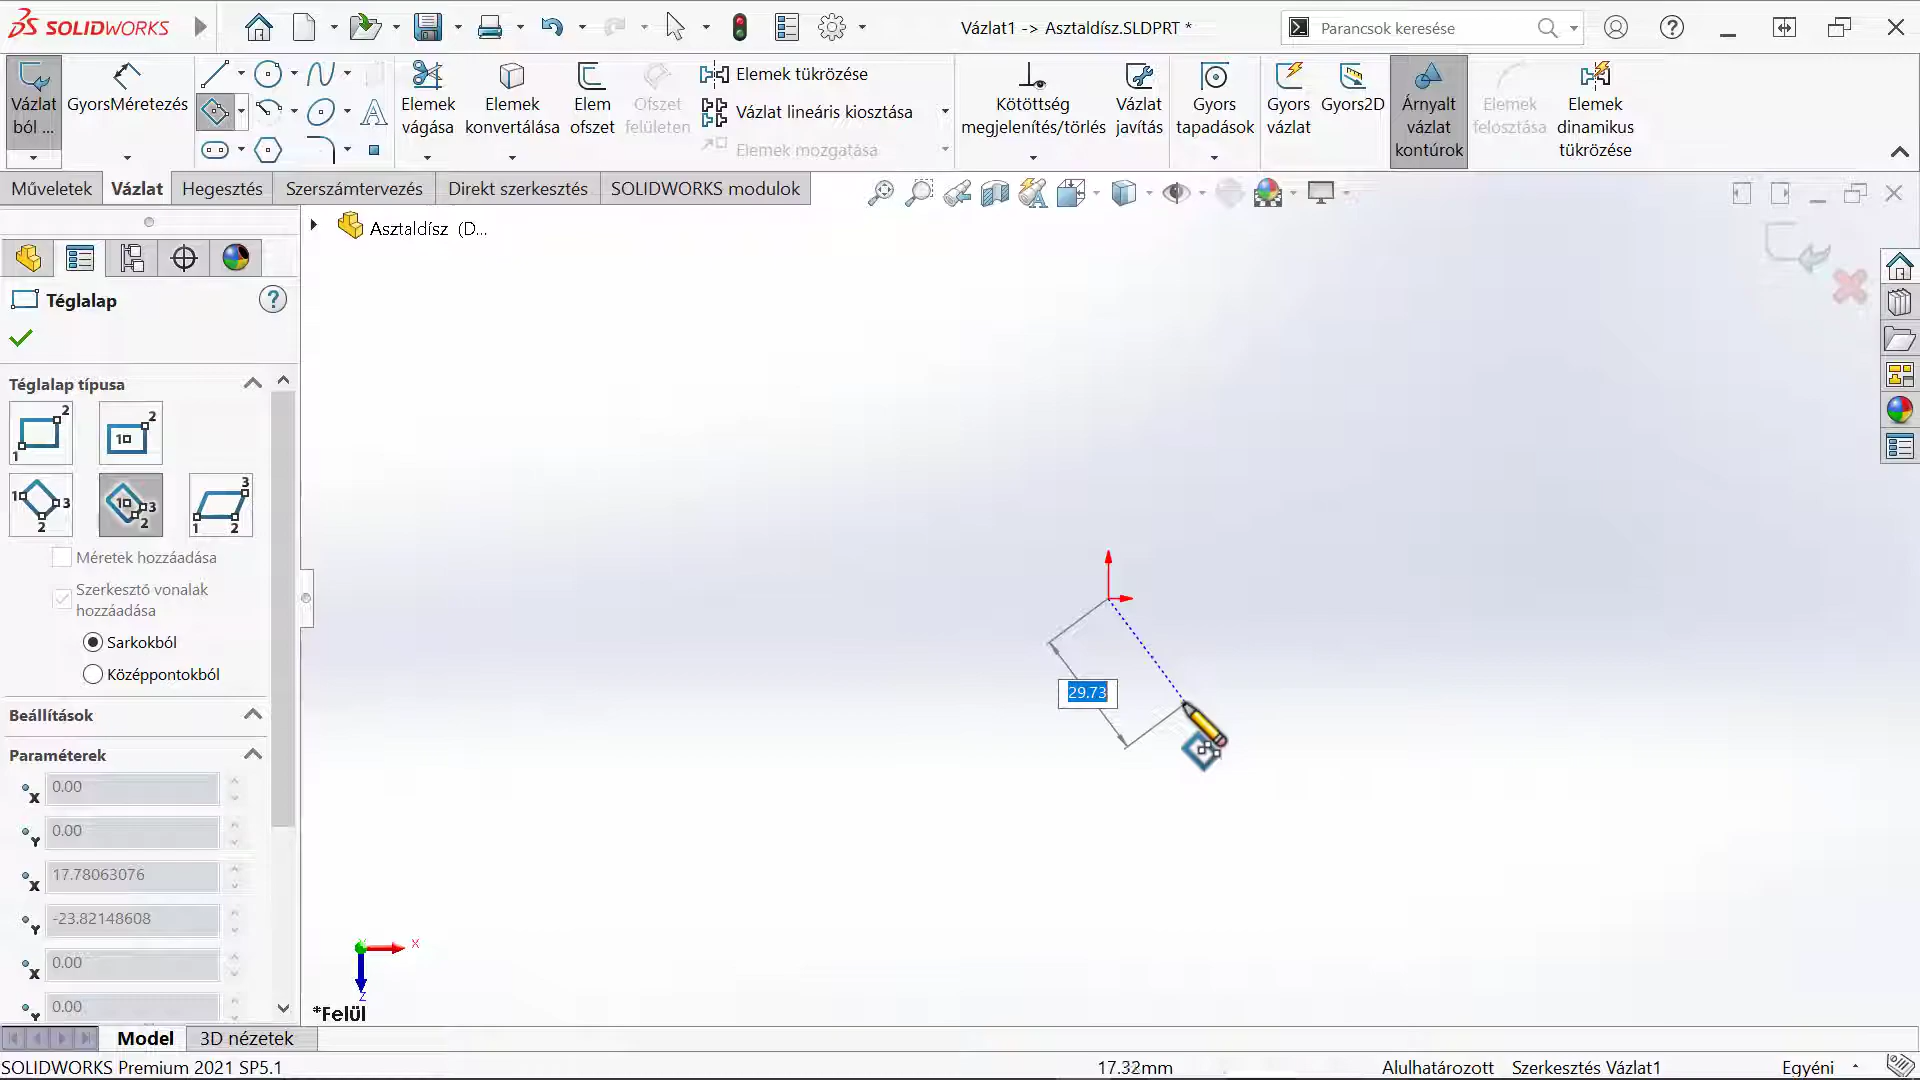 SOLIDWORKS
Vázlat1 -> Asztaldísz.SLDPRT *
Parancsok keresése
Vázlat
ból ...
GyorsMéretezés
Elemek
vágása
Elemek
konvertálása
Elem
ofszet
Ofszet
felületen
Elemek tükrözése
Vázlat lineáris kiosztása
Elemek mozgatása
Kötöttség
megjelenítés/törlés
Vázlat
javítás
Gyors
tapadások
Gyors
vázlat
Gyors2D
Árnyalt
vázlat
kontúrok
Elemek
felosztása
Elemek
dinamikus
tükrözése
Műveletek
Vázlat
Hegesztés
Szerszámtervezés
Direkt szerkesztés
SOLIDWORKS modulok
Asztaldísz (D...
Téglalap
Téglalap típusa
Méretek hozzáadása
Szerkesztő vonalak
hozzáadása
Sarkokból
Középpontokból
Beállítások
Paraméterek
0.00
0.00
17.78063076
-23.82148608
0.00
0.00
29.73
X
Z
*Felül
Model
3D nézetek
SOLIDWORKS Premium 2021 SP5.1
17.32mm
Alulhatározott
Szerkesztés Vázlat1
Egyéni